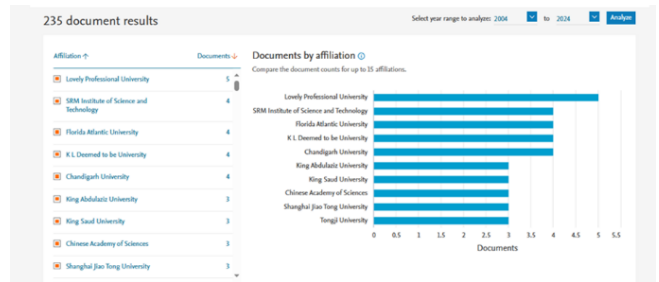 235 document results
Select year range to analyze: 2004 to 2024 Analyze
Affiliation ↑ Documents ↓
Lovely Professional University 5
SRM Institute of Science and
Technology 4
Florida Atlantic University 4
K L Deemed to be University 4
Chandigarh University 4
King Abdulaziz University 3
King Saud University 3
Chinese Academy of Sciences 3
Shanghai Jiao Tong University 3
Documents by affiliation
Compare the document counts for up to 15 affiliations.
Lovely Professional University
SRM Institute of Science and Technology
Florida Atlantic University
K L Deemed to be University
Chandigarh University
King Abdulaziz University
King Saud University
Chinese Academy of Sciences
Shanghai Jiao Tong University
Tongji University
0 0.5 1 1.5 2 2.5 3 3.5 4 4.5 5 5.5
Documents